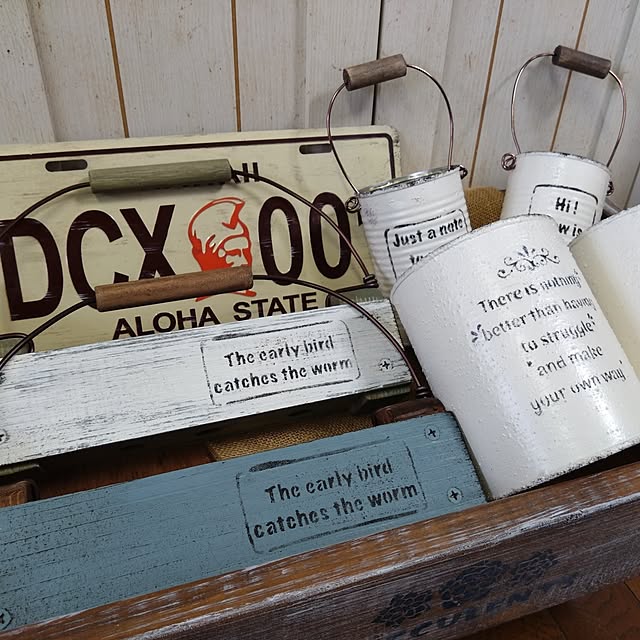 DCX 00
ALOHA STATE
Just a note
Hi!
There is nothing
better than having
to struggle
and make
your own way
The early bird
catches the worm
The early bird
catches the worm